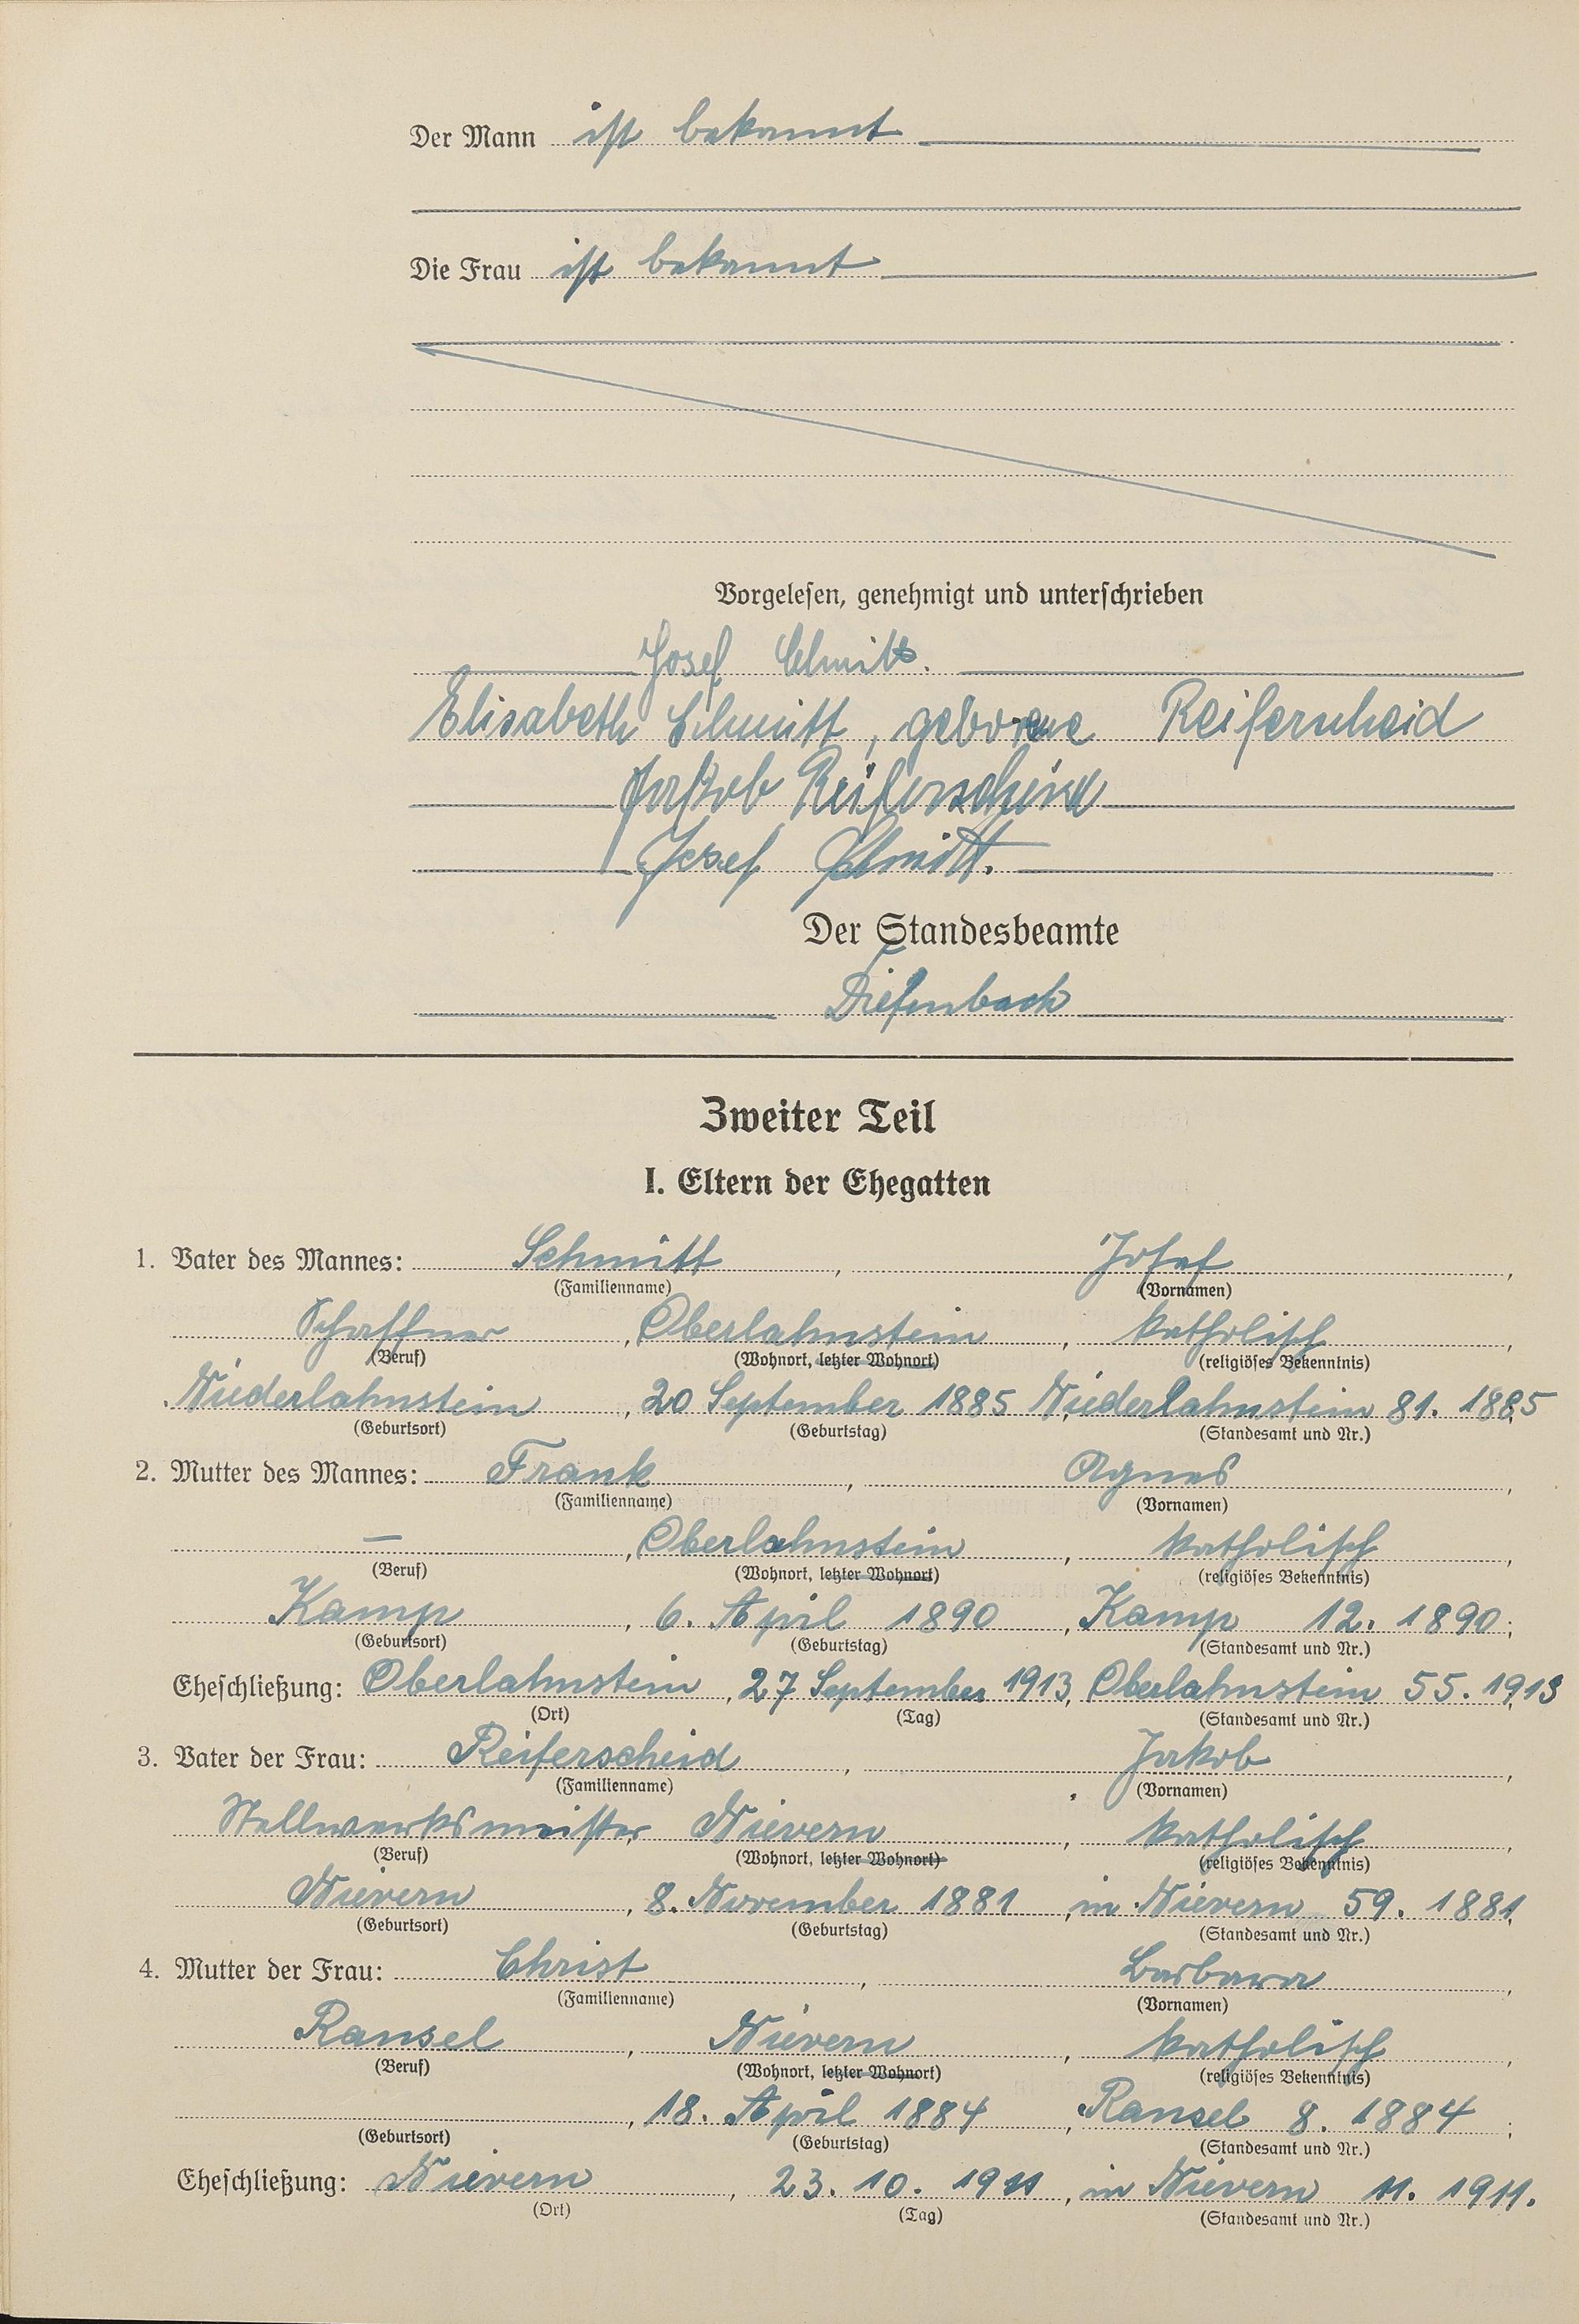 Der Mann ist bekannt
Die Frau ist bekannt
Vorgelesen, genehmigt und unterschrieben
Josef Schmitt.
Elisabeth Schmitt, geborene Reiferscheid
Jakob Reiferscheid
Josef Schmitt.
Der Standesbeamte
Diefenbach
Zweiter Teil
I. Eltern der Ehegatten
1. Vater des Mannes: Schmitt, Josef,
(Familienname) (Vornamen)
Schaffner, Oberlahnstein, katholisch,
(Beruf) (Wohnort, letzter Wohnort) (religiöses Bekenntnis)
Niederlahnstein, 20 September 1885 Niederlahnstein 81. 1885
(Geburtsort) (Geburtstag) (Standesamt und Nr.)
2. Mutter des Mannes: Frank, Agnes,
(Familienname) (Vornamen)
—, Oberlahnstein, katholisch,
(Beruf) (Wohnort, letzter Wohnort) (religiöses Bekenntnis)
Kamp, 6. April 1890, Kamp 12. 1890;
(Geburtsort) (Geburtstag) (Standesamt und Nr.)
Eheschließung: Oberlahnstein, 27 September 1913, Oberlahnstein 55. 1913
(Ort) (Tag) (Standesamt und Nr.)
3. Vater der Frau: Reiferscheid, Jakob,
(Familienname) (Vornamen)
Stellwerksmeister Nievern, katholisch,
(Beruf) (Wohnort, letzter Wohnort) (religiöses Bekenntnis)
Nievern, 8. November 1881, in Nievern 59. 1881,
(Geburtsort) (Geburtstag) (Standesamt und Nr.)
4. Mutter der Frau: Christ, Barbara,
(Familienname) (Vornamen)
Ransel, Nievern, katholisch,
(Beruf) (Wohnort, letzter Wohnort) (religiöses Bekenntnis)
, 18. April 1884, Ransel 8. 1884;
(Geburtsort) (Geburtstag) (Standesamt und Nr.)
Eheschließung: Nievern, 23. 10. 1911, in Nievern 11. 1911.
(Ort) (Tag) (Standesamt und Nr.)